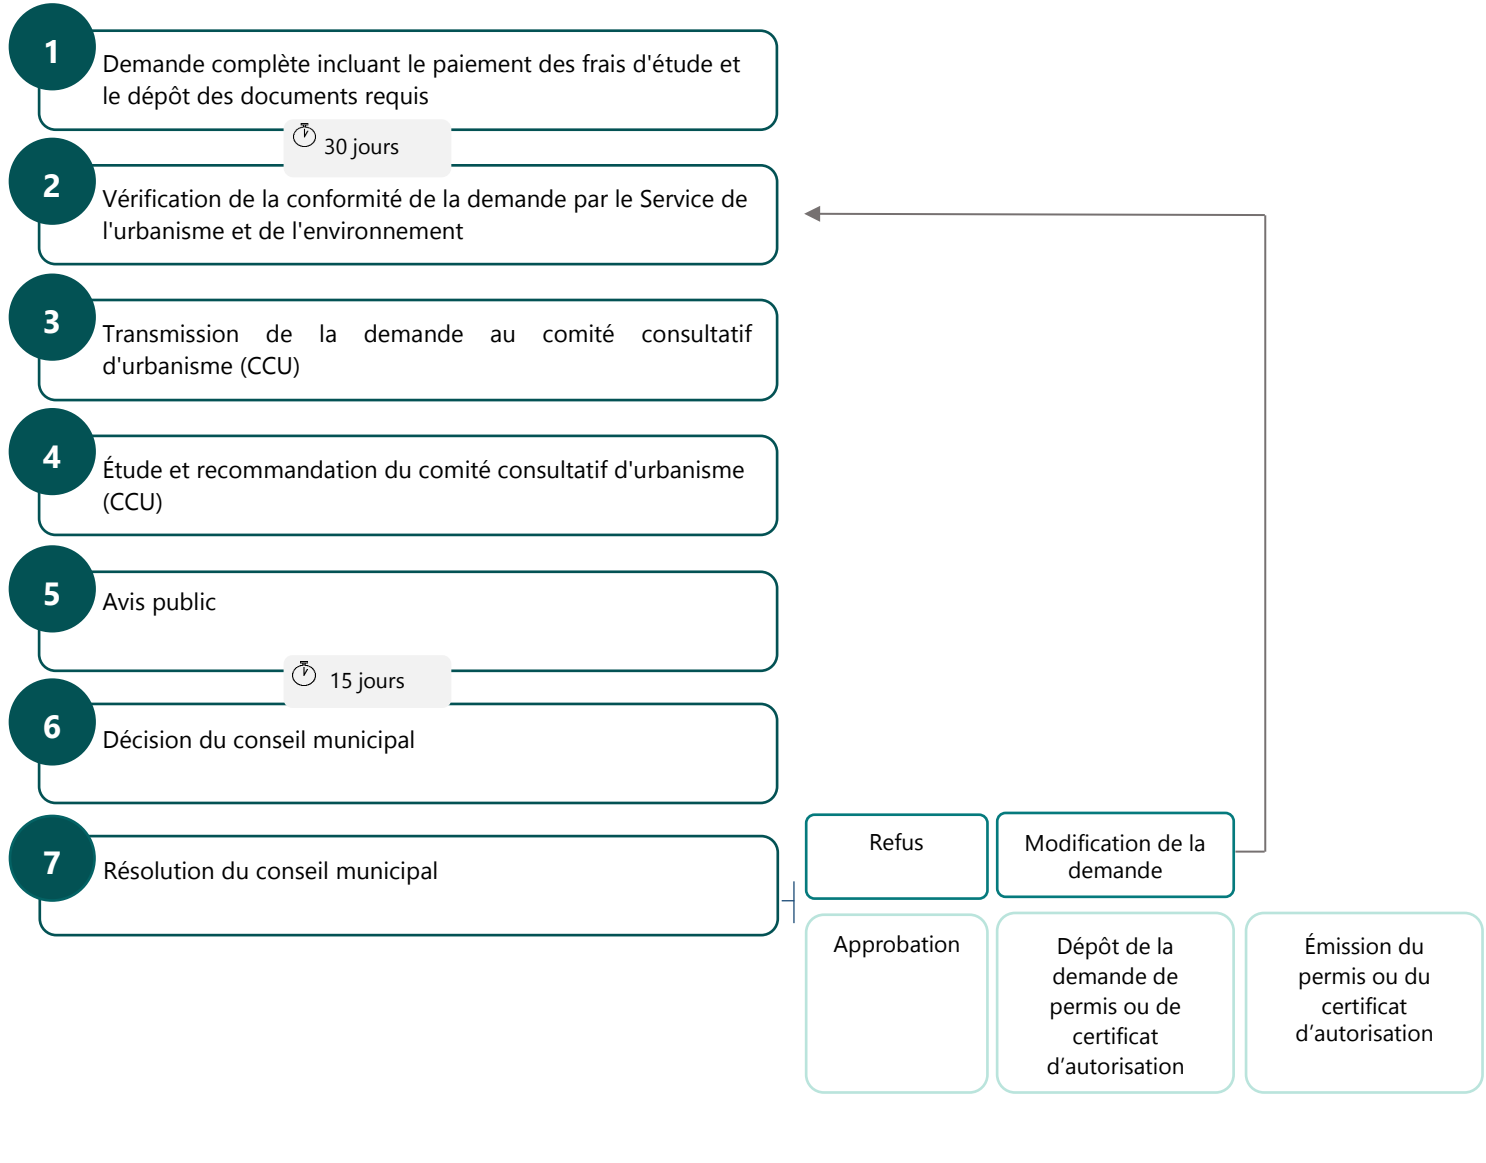 1
Demande complète incluant le paiement des frais d'étude et
le dépôt des documents requis
30 jours
2
Vérification de la conformité de la demande par le Service de
l'urbanisme et de l'environnement
3
Transmission de la demande au comité consultatif
d'urbanisme (CCU)
4
Étude et recommandation du comité consultatif d'urbanisme
(CCU)
5
Avis public
15 jours
6
Décision du conseil municipal
7
Résolution du conseil municipal
Refus
Modification de la
demande
Approbation
Dépôt de la
demande de
permis ou de
certificat
d’autorisation
Émission du
permis ou du
certificat
d’autorisation